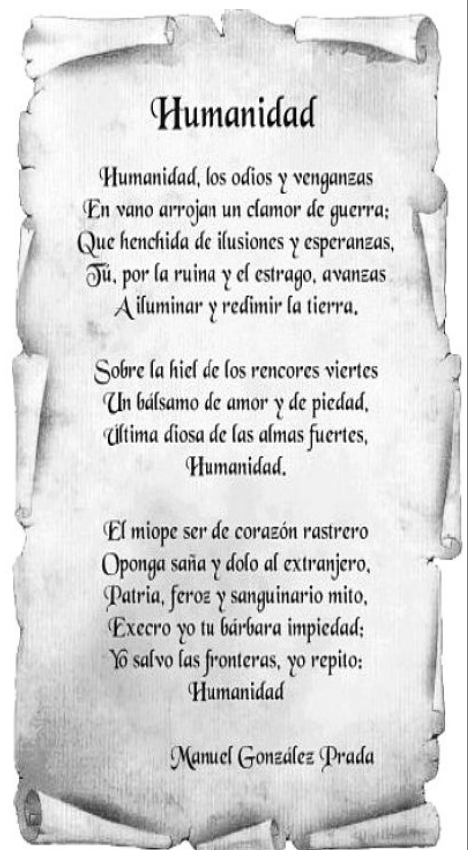 Humanidad
Humanidad, los odios y venganzas
En vano arrojan un clamor de guerra;
Que henchida de ilusiones y esperanzas,
Tú, por la ruina y el estrago, avanzas
A iluminar y redimir la tierra.
Sobre la hiel de los rencores viertes
Un bálsamo de amor y de piedad,
Última diosa de las almas fuertes,
Humanidad.
El miope ser de corazón rastrero
Oponga saña y dolo al extranjero,
Patria, feroz y sanguinario mito,
Execro yo tu bárbara impiedad;
Yo salvo las fronteras, yo repito:
Humanidad
Manuel González Prada